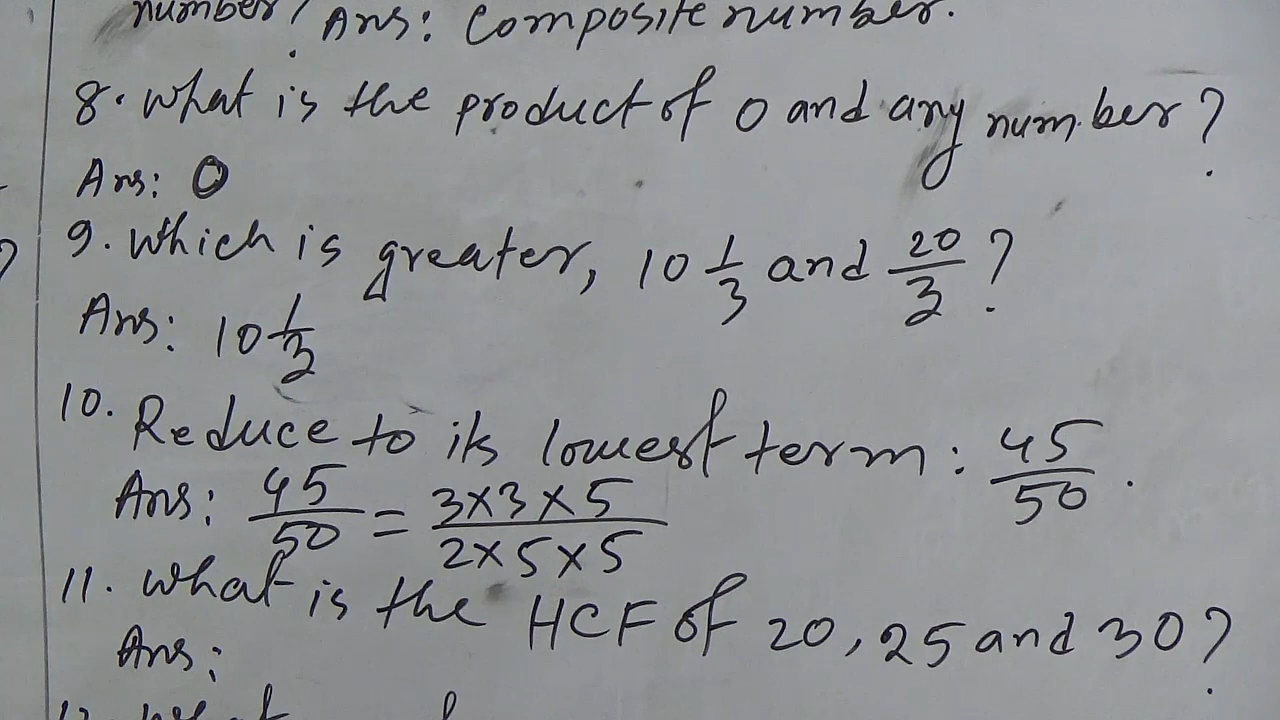 number? Ans: Composite number.
8. What is the product of 0 and any number?
Ans: 0
9. Which is greater, 10 1/3 and 20/3?
Ans: 10 1/3
10. Reduce to its lowest term: 45/50.
Ans: 45/50 = 3×3×5/2×5×5
11. What is the HCF of 20, 25 and 30?
Ans:
12. What